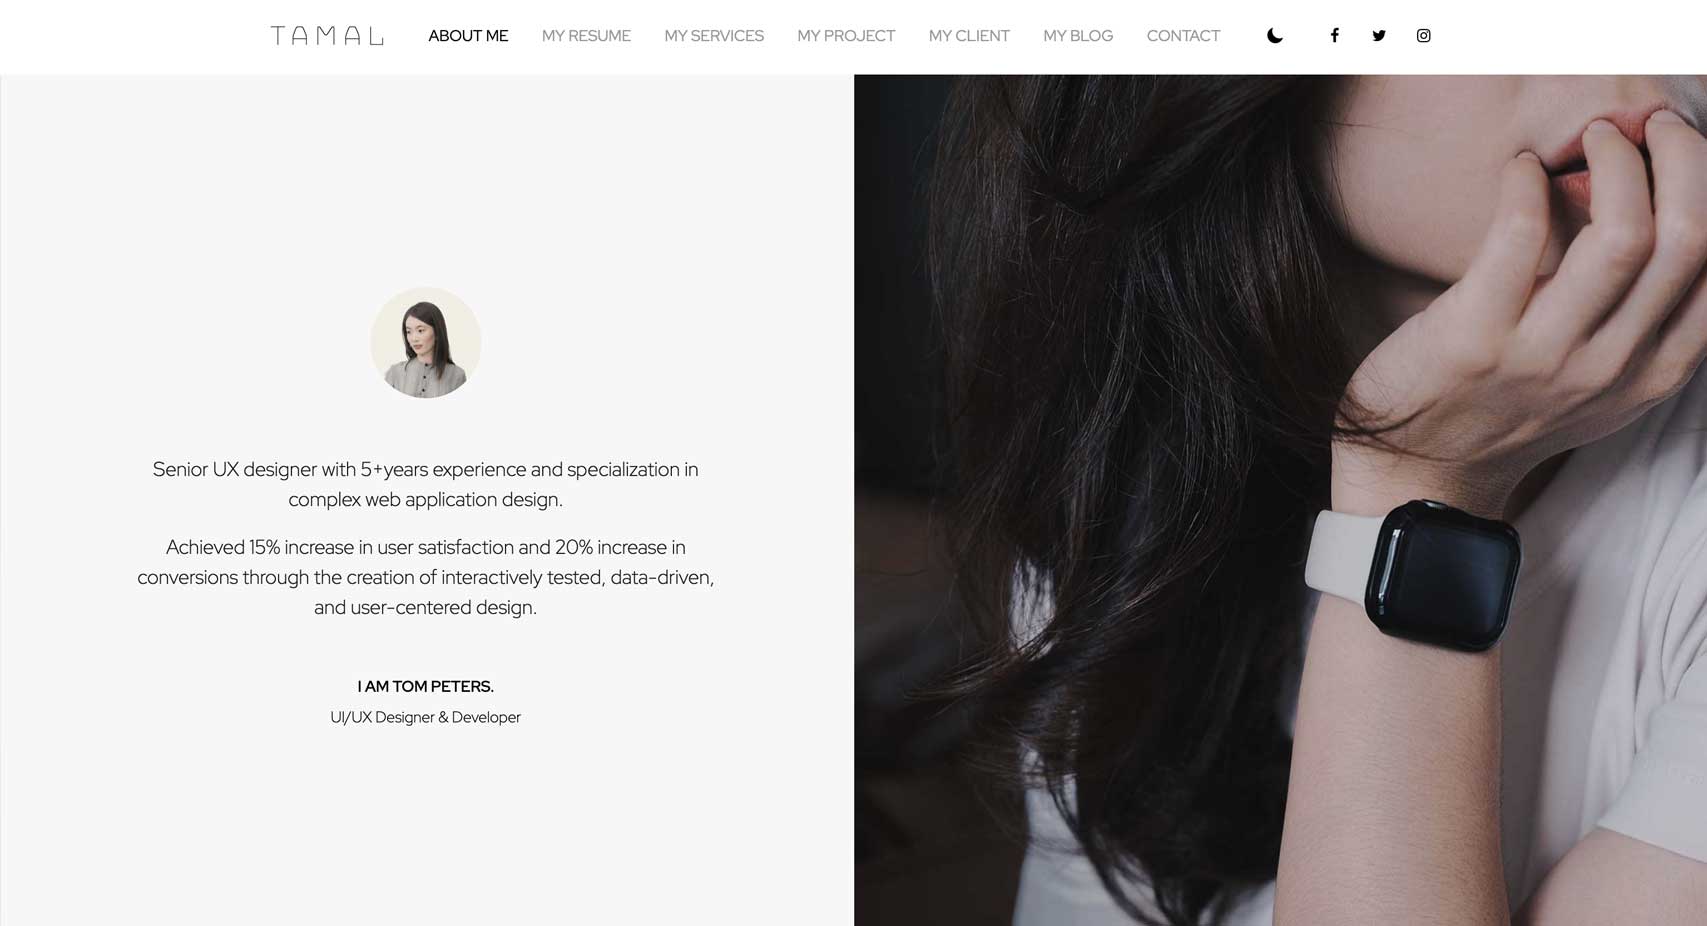 TAMAL ABOUT ME MY RESUME MY SERVICES MY PROJECT MY CLIENT MY BLOG CONTACT
Senior UX designer with 5+years experience and specialization in
complex web application design.
Achieved 15% increase in user satisfaction and 20% increase in
conversions through the creation of interactively tested, data-driven,
and user-centered design.
I AM TOM PETERS.
UI/UX Designer & Developer